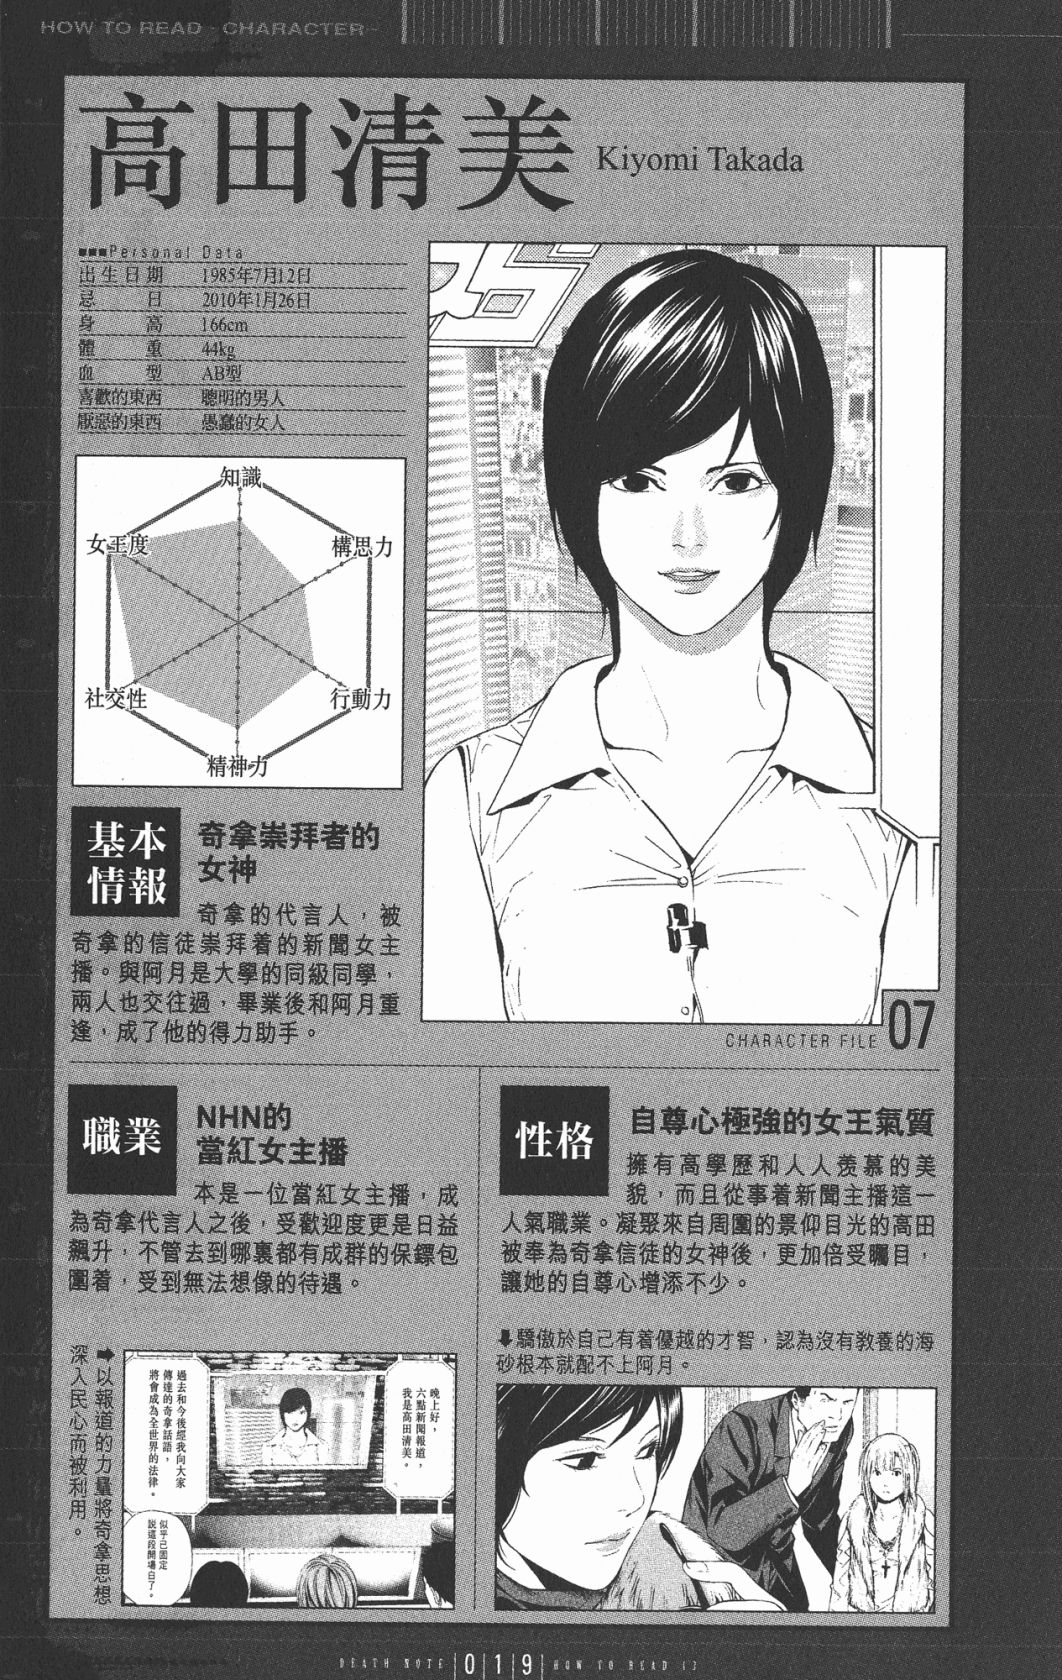 HOW TO READ -CHARACTER-
高田清美
Kiyomi Takada
Personal Data
出生日期 1985年7月12日
忌日 2010年1月26日
身高 166cm
體重 44kg
血型 AB型
喜歡的東西 聰明的男人
厭惡的東西 愚蠢的女人
知識
構思力
行動力
精神力
社交性
女王度
CHARACTER FILE 07
基本
情報
奇拿崇拜者的
女神
奇拿的代言人，被
奇拿的信徒崇拜着的新聞女主
播。與阿月是大學的同級同學，
兩人也交往過，畢業後和阿月重
逢，成了他的得力助手。
職業
NHN的
當紅女主播
本是一位當紅女主播，成
為奇拿代言人之後，受歡迎度更是日益
飆升，不管去到哪裏都有成群的保鏢包
圍着，受到無法想像的待遇。
➡以報道的力量將奇拿思想
深入民心而被利用。
晚上好，
六點新聞報道，
我是高田清美。
過去和今後經我向大家
傳達的奇拿話語，
將會成為全世界的法律。
似乎已固定
說這段開場白了。
性格
自尊心極強的女王氣質
擁有高學歷和人人羨慕的美
貌，而且從事着新聞主播這一
人氣職業。凝聚來自周圍的景仰目光的高田
被奉為奇拿信徒的女神後，更加倍受矚目，
讓她的自尊心增添不少。
⬇驕傲於自己有着優越的才智，認為沒有教養的海
砂根本就配不上阿月。
DEATH NOTE 019 HOW TO READ 13